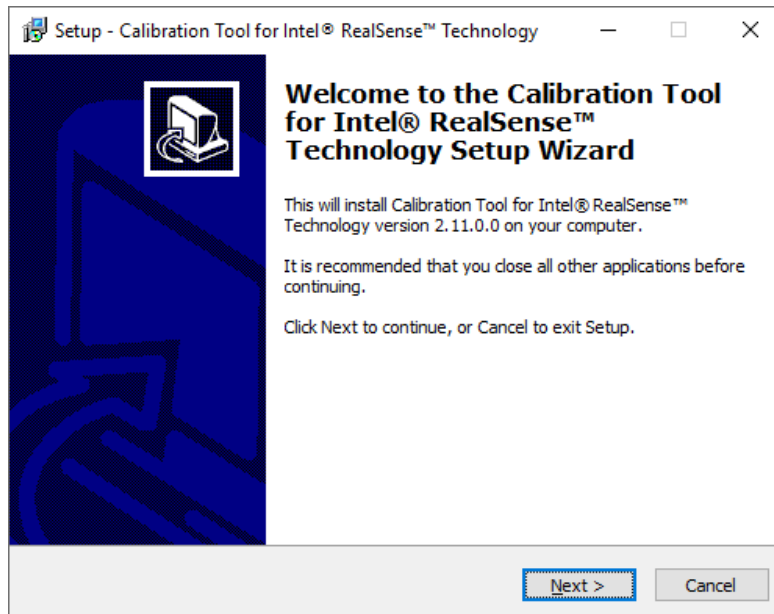 Setup - Calibration Tool for Intel® RealSense™ Technology
Welcome to the Calibration Tool
for Intel® RealSense™
Technology Setup Wizard
This will install Calibration Tool for Intel® RealSense™
Technology version 2.11.0.0 on your computer.
It is recommended that you close all other applications before
continuing.
Click Next to continue, or Cancel to exit Setup.
Next >
Cancel